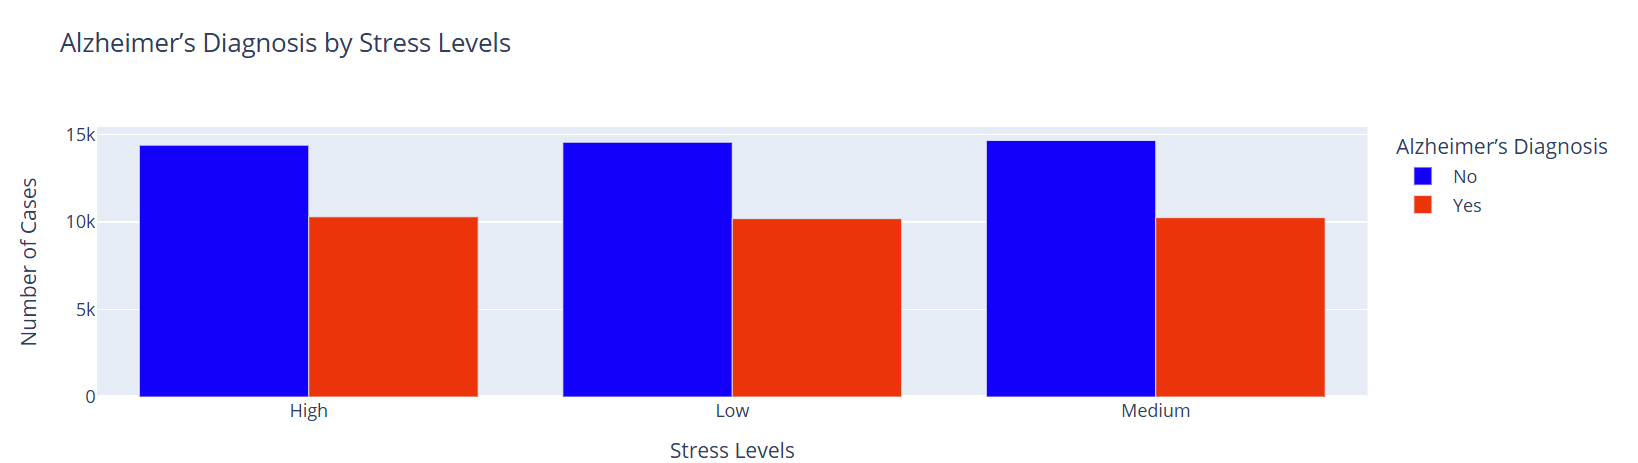 Alzheimer’s Diagnosis by Stress Levels
15k
10k
5k
0
Number of Cases
High
Low
Medium
Stress Levels
Alzheimer’s Diagnosis
No
Yes